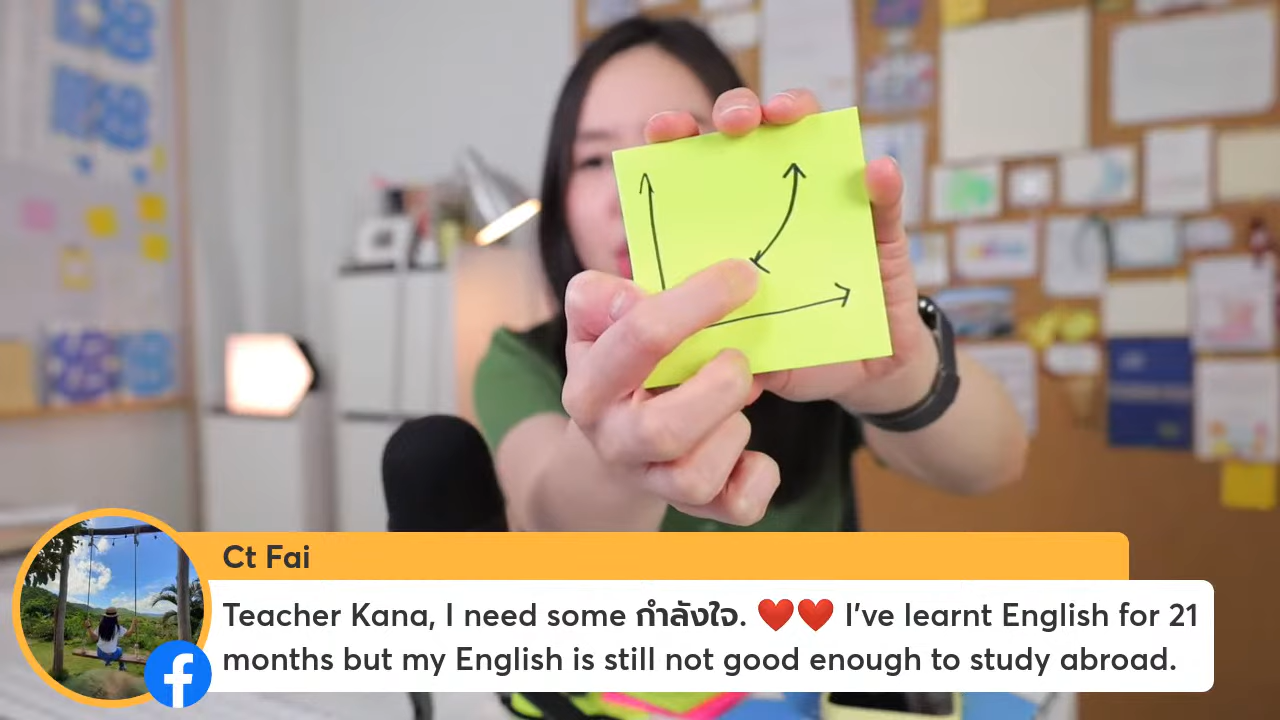 Ct Fai
Teacher Kana, I need some กำลังใจ. ❤️❤️ I've learnt English for 21
months but my English is still not good enough to study abroad.